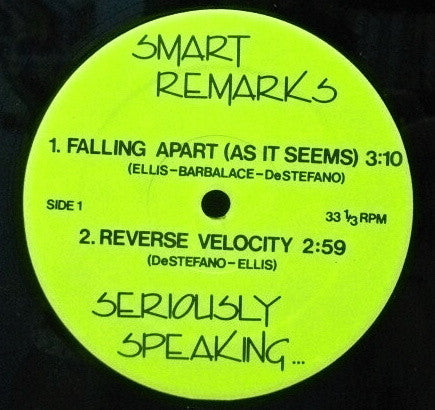 SMART
REMARKS
1. FALLING APART (AS IT SEEMS) 3:10
(ELLIS-BARBALACE-DeSTEFANO)
SIDE 1
33 1/3 RPM
2. REVERSE VELOCITY 2:59
(DeSTEFANO-ELLIS)
SERIOUSLY
SPEAKING...